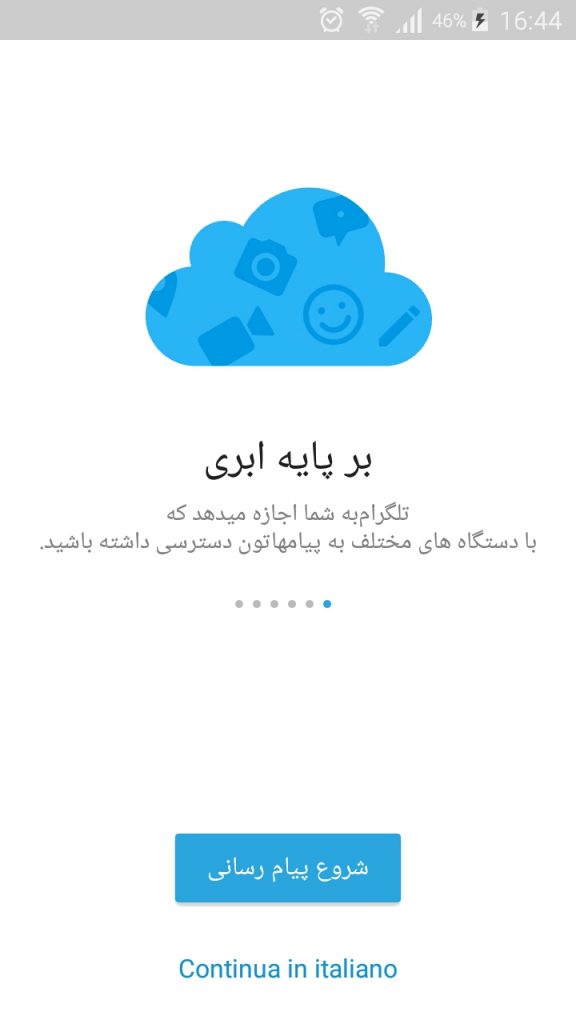 46% 16:44
بر پایه ابری
تلگرام‌به شما اجازه میدهد که
با دستگاه های مختلف به پیامهاتون دسترسی داشته باشید.
شروع پیام رسانی
Continua in italiano